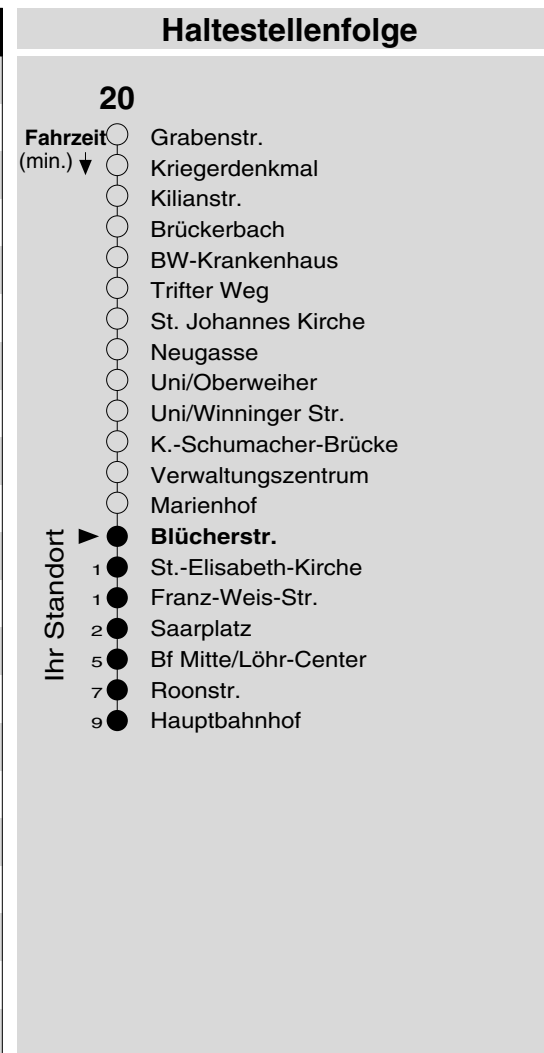 Haltestellenfolge
20
Fahrzeit Grabenstr.
(min.) Kriegerdenkmal
Kilianstr.
Brückerbach
BW-Krankenhaus
Trifter Weg
St. Johannes Kirche
Neugasse
Uni/Oberweiher
Uni/Winninger Str.
K.-Schumacher-Brücke
Verwaltungszentrum
Marienhof
Blücherstr.
1 St.-Elisabeth-Kirche
1 Franz-Weis-Str.
2 Saarplatz
5 Bf Mitte/Löhr-Center
7 Roonstr.
9 Hauptbahnhof
Ihr Standort